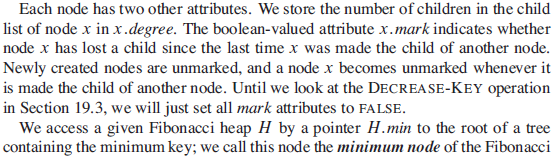 Each node has two other attributes. We store the number of children in the child
list of node x in x.degree. The boolean-valued attribute x.mark indicates whether
node x has lost a child since the last time x was made the child of another node.
Newly created nodes are unmarked, and a node x becomes unmarked whenever it
is made the child of another node. Until we look at the DECREASE-KEY operation
in Section 19.3, we will just set all mark attributes to FALSE.
We access a given Fibonacci heap H by a pointer H.min to the root of a tree
containing the minimum key; we call this node the minimum node of the Fibonacci